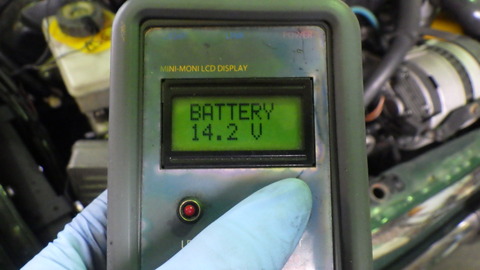 MINI-MONI LCD DISPLAY
BATTERY
14.2 V